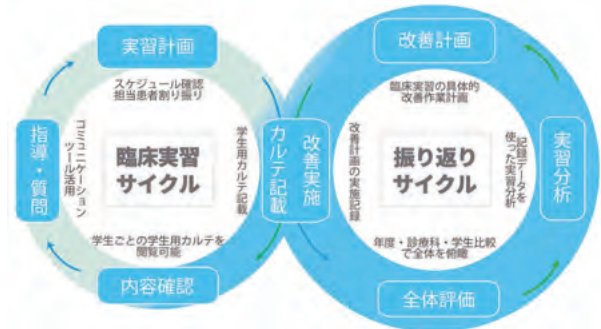 実習計画
スケジュール確認
担当患者割り振り
指導・質問
コミュニケーション
ツール活用
臨床実習
サイクル
学生用カルテ記載
カルテ記載
学生ごとの学生用カルテを
閲覧可能
内容確認
改善計画
臨床実習の具体的
改善作業計画
改善実施
改善計画の実施記録
振り返り
サイクル
記録データを
使った実習分析
実習分析
年度・診療科・学生比較
で全体を俯瞰
全体評価